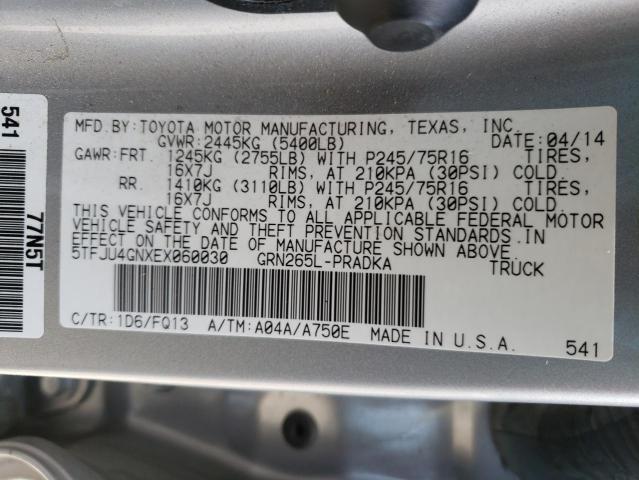 MFD.BY:TOYOTA MOTOR MANUFACTURING, TEXAS, INC.
GVWR:2445KG (5400LB) DATE:04/14
GAWR:FRT. 1245KG (2755LB) WITH P245/75R16 TIRES,
16X7J RIMS, AT 210KPA (30PSI) COLD.
RR. 1410KG (3110LB) WITH P245/75R16 TIRES,
16X7J RIMS, AT 210KPA (30PSI) COLD.
THIS VEHICLE CONFORMS TO ALL APPLICABLE FEDERAL MOTOR
VEHICLE SAFETY AND THEFT PREVENTION STANDARDS IN
EFFECT ON THE DATE OF MANUFACTURE SHOWN ABOVE.
5TFJU4GNXEX060030 GRN265L-PRADKA TRUCK
C/TR:1D6/FQ13 A/TM:A04A/A750E MADE IN U.S.A. 541
541
77N5T